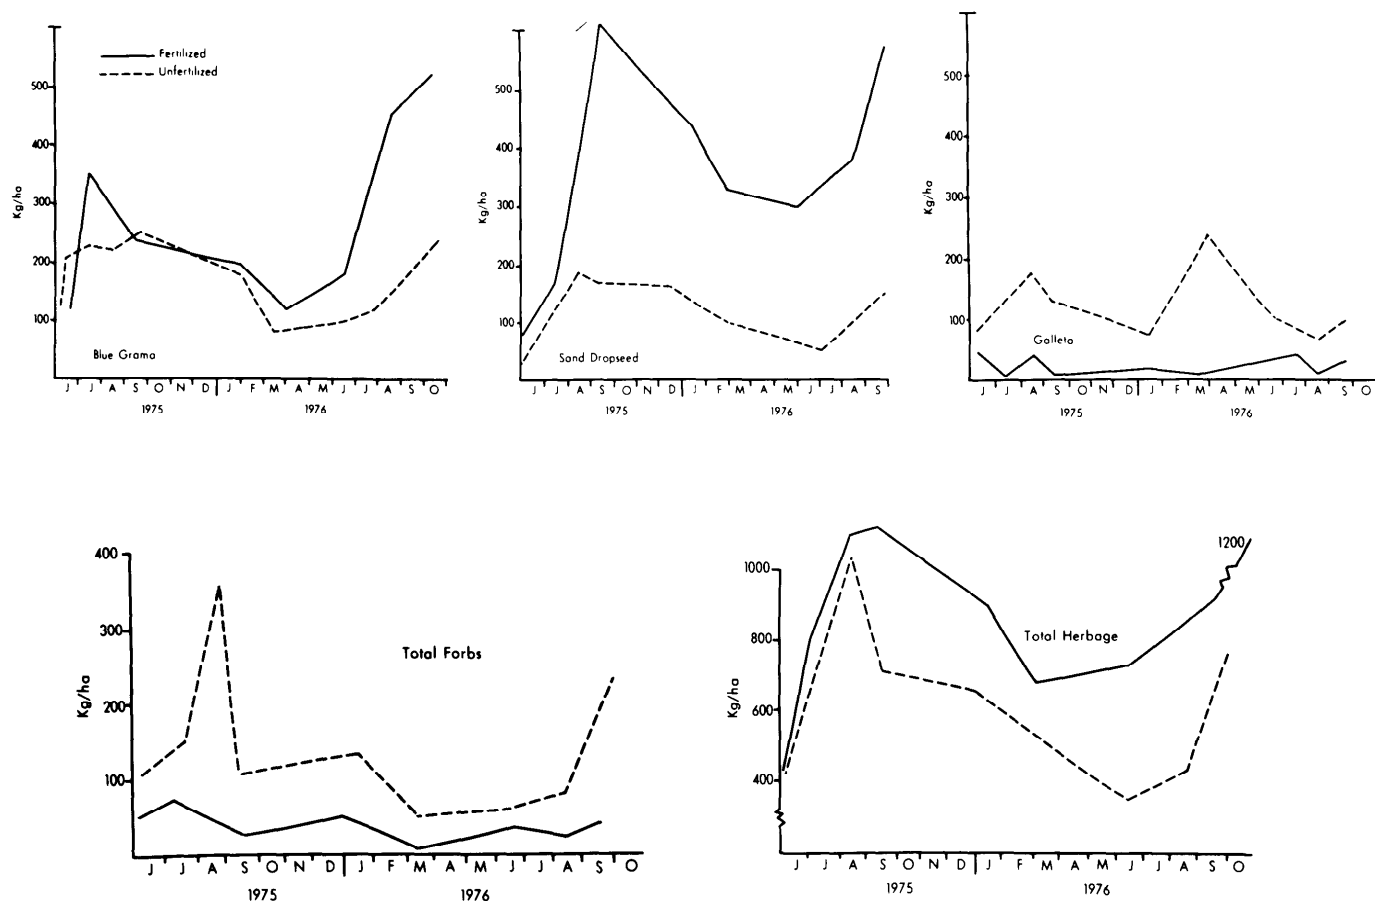 Fertilized
Unfertilized
500
400
300
200
100
Kg/ha
Blue Grama
J J A S O N D J F M A M J J A S O
1975 1976
500
400
300
200
100
Kg/ha
Sand Dropseed
J J A S O N D J F M A M J J A S
1975 1976
500
400
300
200
100
Kg/ha
Galleta
J J A S O N D J F M A M J J A S O
1975 1976
400
300
200
100
Kg/ha
Total Forbs
J J A S O N D J F M A M J J A S O
1975 1976
1200
1000
800
600
400
Kg/ha
Total Herbage
J J A S O N D J F M A M J J A S O
1975 1976